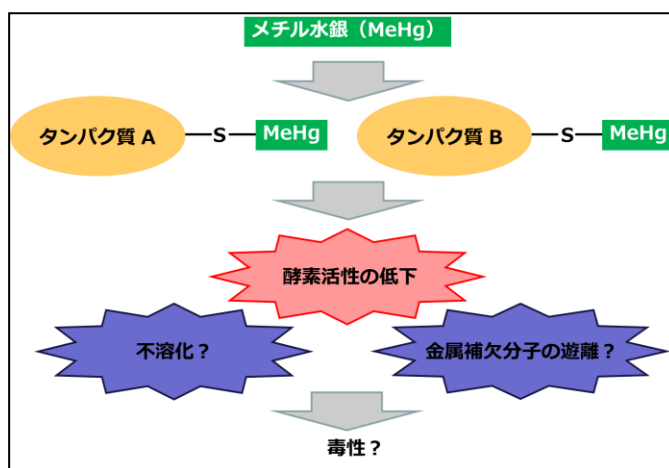 メチル水銀（MeHg）
タンパク質 A
S
MeHg
タンパク質 B
S
MeHg
酵素活性の低下
不溶化？
金属補欠分子の遊離？
毒性？